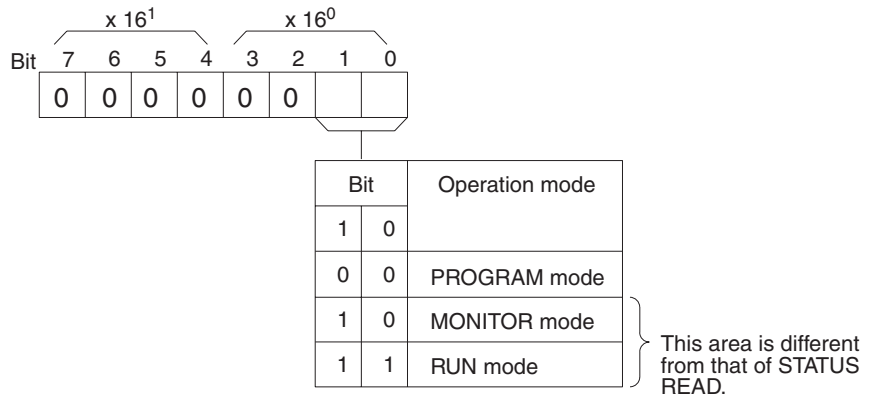 x 16¹ x 16⁰
Bit 7 6 5 4 3 2 1 0
0 0 0 0 0 0
Bit Operation mode
1 0
0 0 PROGRAM mode
1 0 MONITOR mode
1 1 RUN mode
This area is different
from that of STATUS
READ.